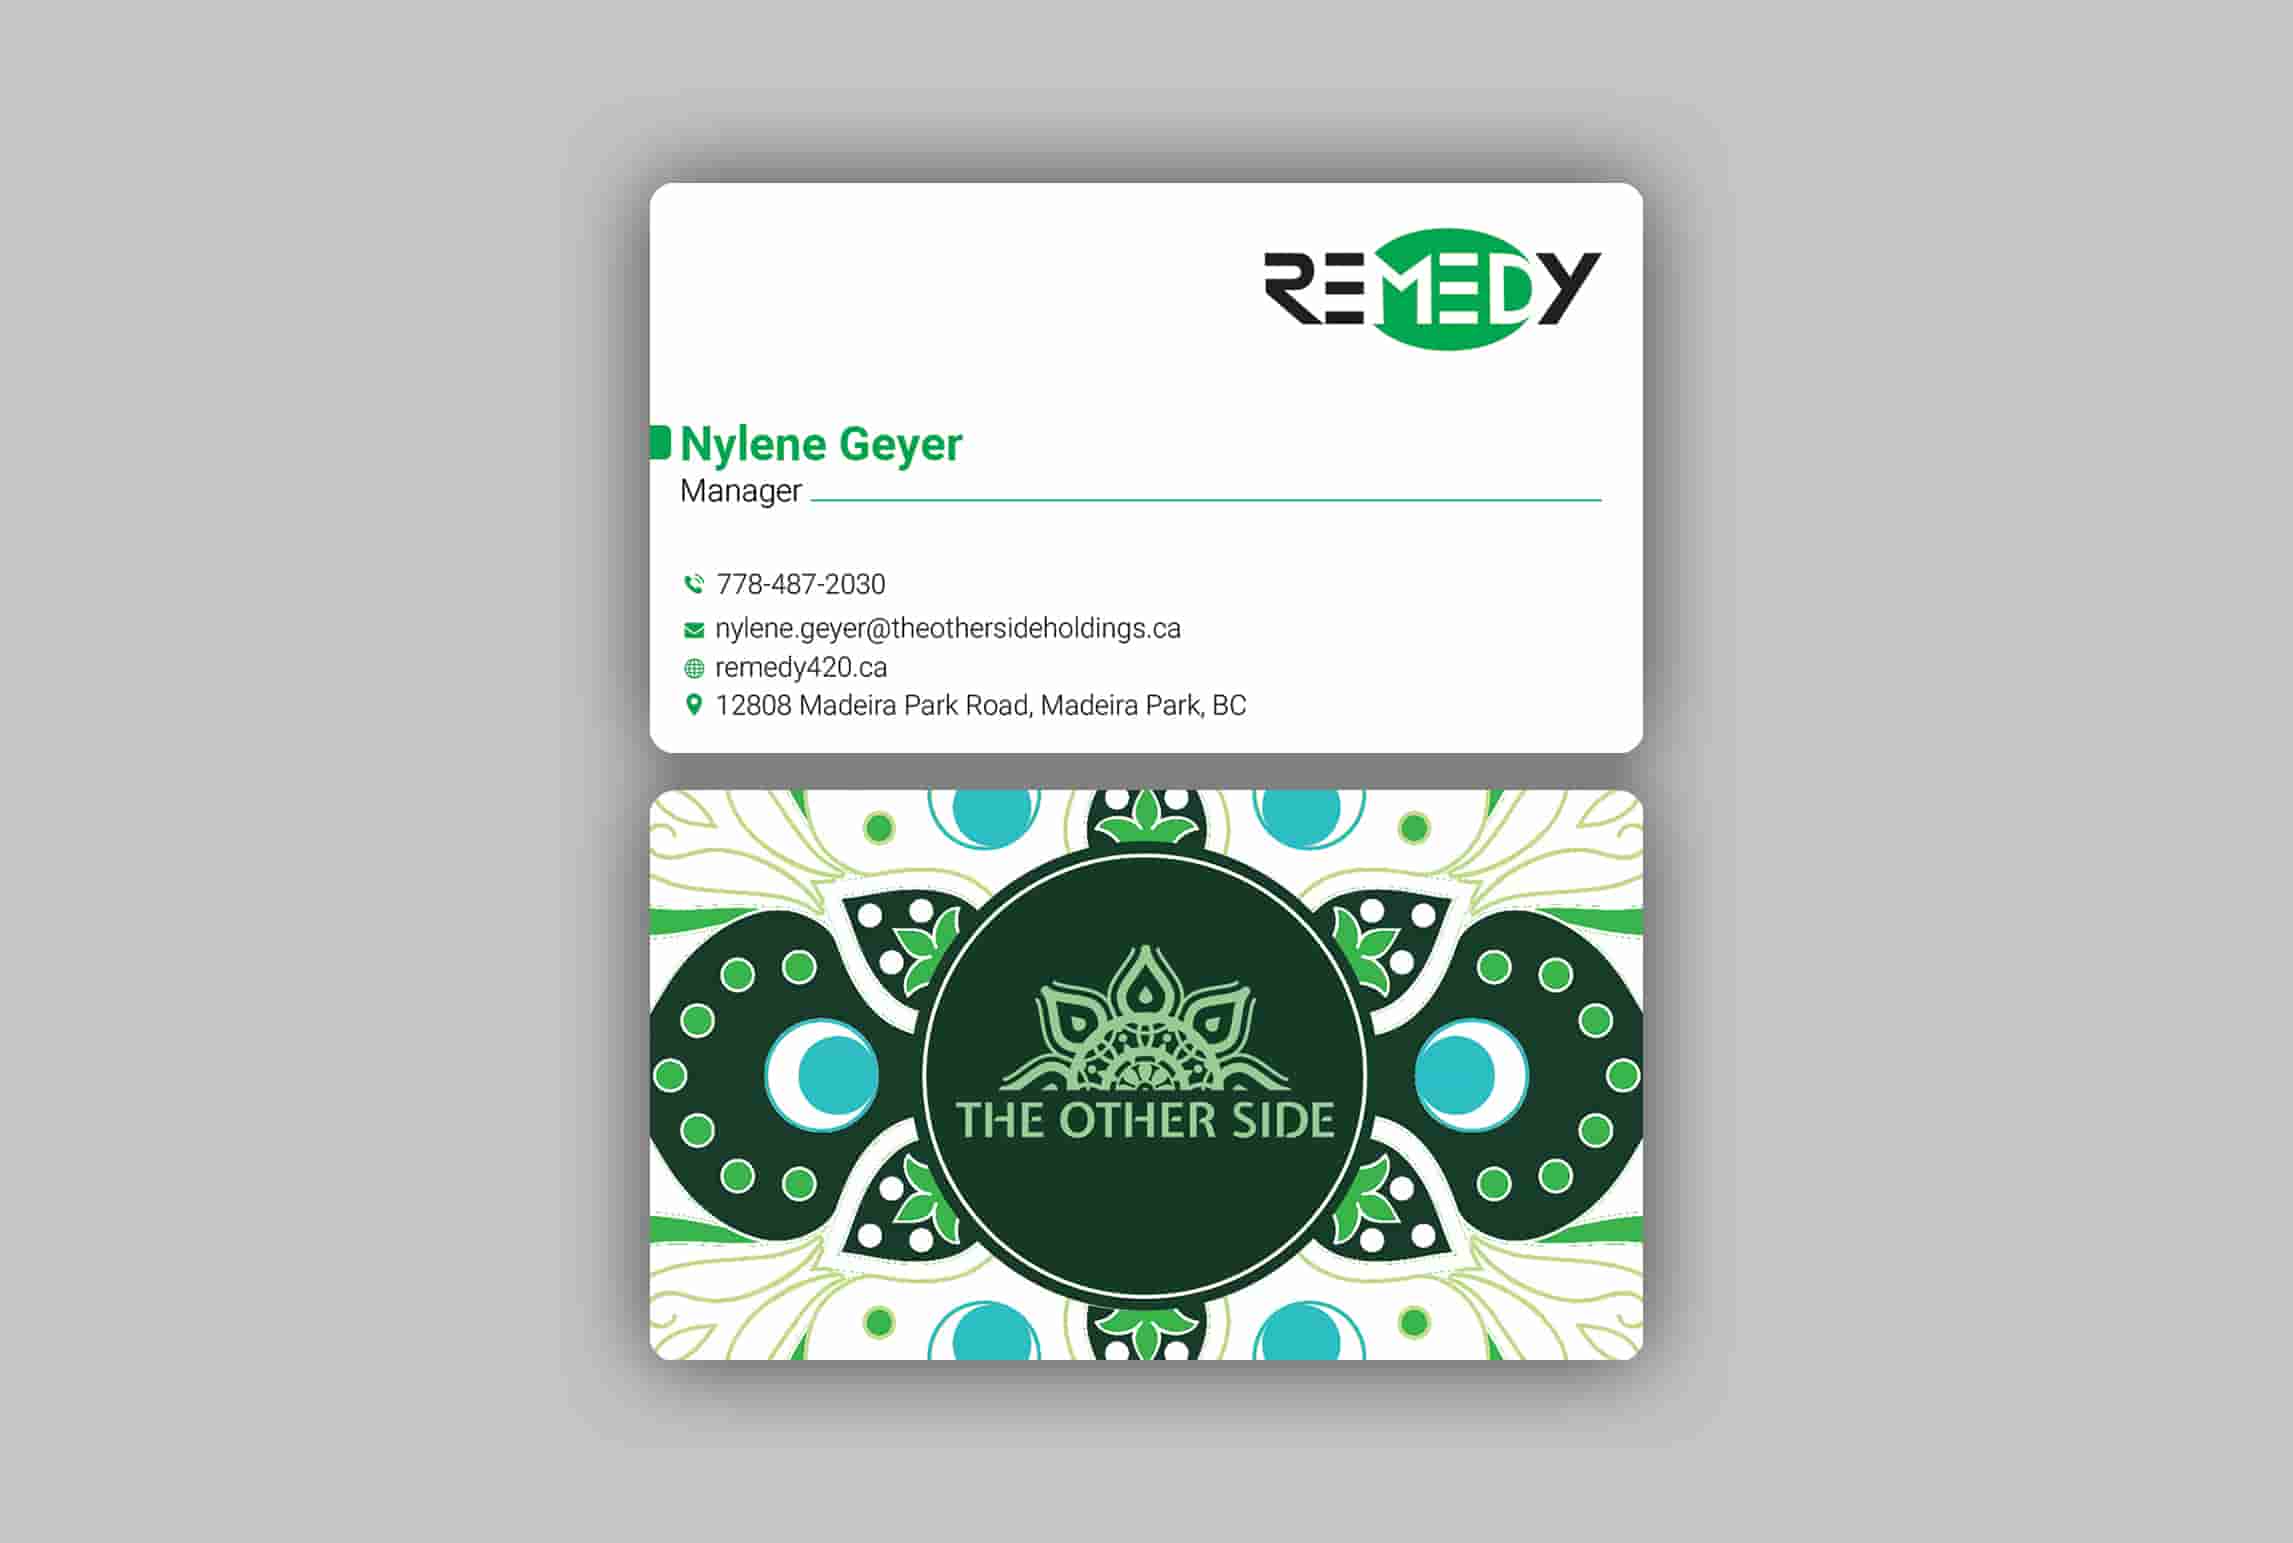 REMEDY
Nylene Geyer
Manager
778-487-2030
nylene.geyer@theothersideholdings.ca
remedy420.ca
12808 Madeira Park Road, Madeira Park, BC
THE OTHER SIDE